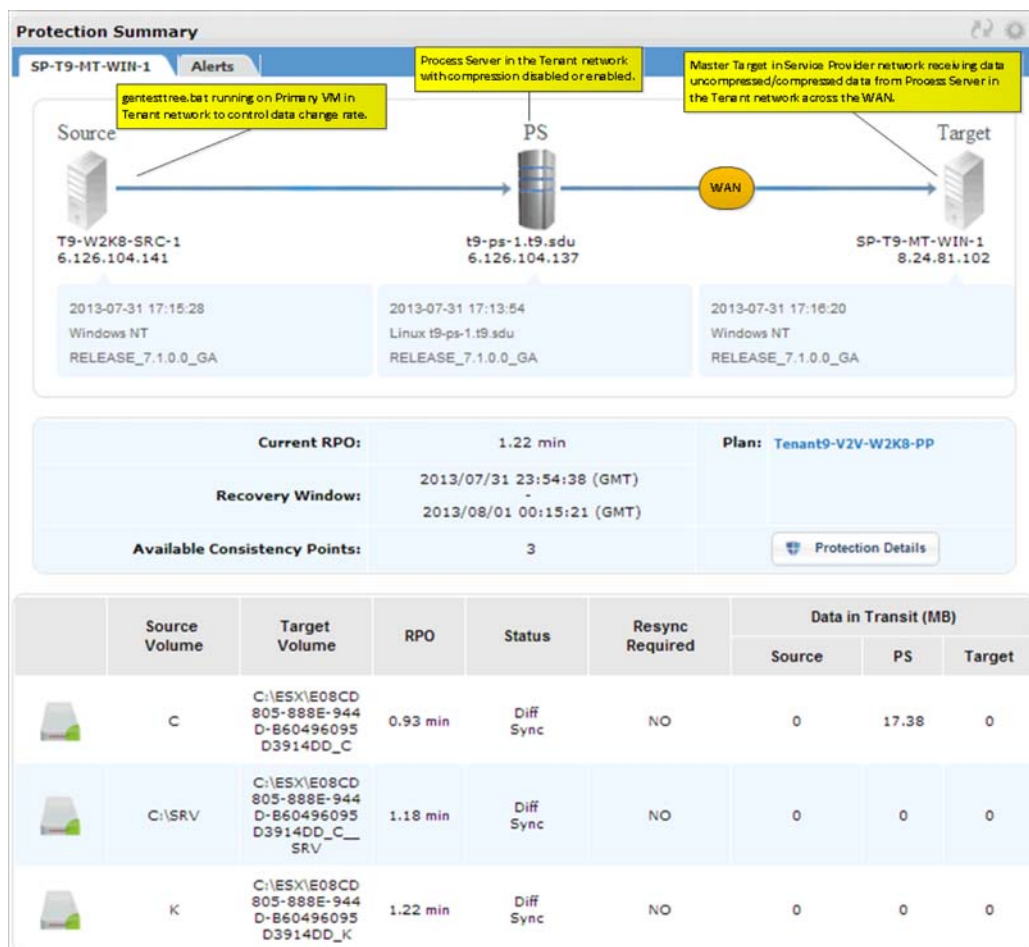 Protection Summary
SP-T9-MT-WIN-1
Alerts
gentesttree.bat running on Primary VM in
Tenant network to control data change rate.
Process Server in the Tenant network
with compression disabled or enabled.
Master Target in Service Provider network receiving data
uncompressed/compressed data from Process Server in
the Tenant network across the WAN.
Source
PS
Target
WAN
T9-W2K8-SRC-1
6.126.104.141
t9-ps-1.t9.sdu
6.126.104.137
SP-T9-MT-WIN-1
8.24.81.102
2013-07-31 17:15:28
Windows NT
RELEASE_7.1.0.0_GA
2013-07-31 17:13:54
Linux t9-ps-1.t9.sdu
RELEASE_7.1.0.0_GA
2013-07-31 17:16:20
Windows NT
RELEASE_7.1.0.0_GA
Current RPO:
1.22 min
Plan: Tenant9-V2V-W2K8-PP
Recovery Window:
2013/07/31 23:54:38 (GMT)
-
2013/08/01 00:15:21 (GMT)
Available Consistency Points:
3
Protection Details
Source
Volume
Target
Volume
RPO
Status
Resync
Required
Data in Transit (MB)
Source
PS
Target
C
C:\ESX\E08CD
805-888E-944
D-B60496095
D3914DD_C
0.93 min
Diff
Sync
NO
0
17.38
0
C:\SRV
C:\ESX\E08CD
805-888E-944
D-B60496095
D3914DD_C__
SRV
1.18 min
Diff
Sync
NO
0
0
0
K
C:\ESX\E08CD
805-888E-944
D-B60496095
D3914DD_K
1.22 min
Diff
Sync
NO
0
0
0